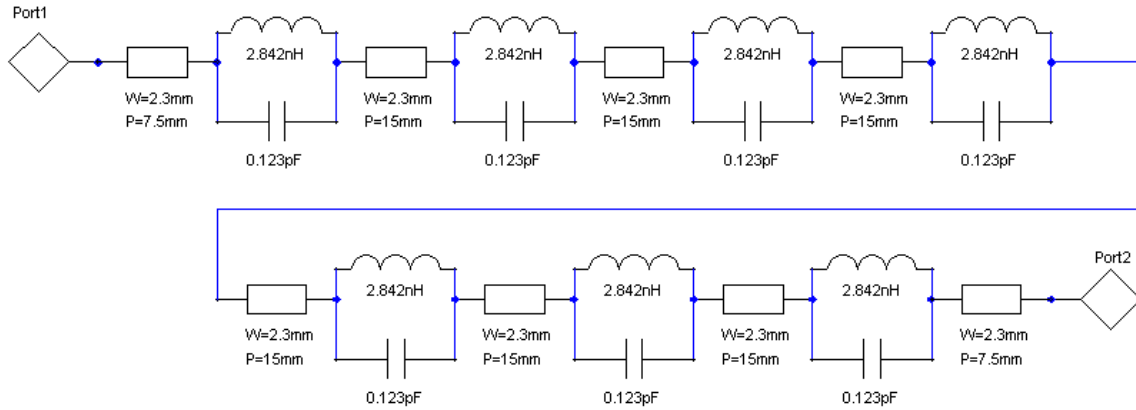 Port1
2.842nH 2.842nH 2.842nH 2.842nH
W=2.3mm W=2.3mm W=2.3mm W=2.3mm
P=7.5mm P=15mm P=15mm P=15mm
0.123pF 0.123pF 0.123pF 0.123pF
Port2
2.842nH 2.842nH 2.842nH
W=2.3mm W=2.3mm W=2.3mm W=2.3mm
P=15mm P=15mm P=15mm P=7.5mm
0.123pF 0.123pF 0.123pF